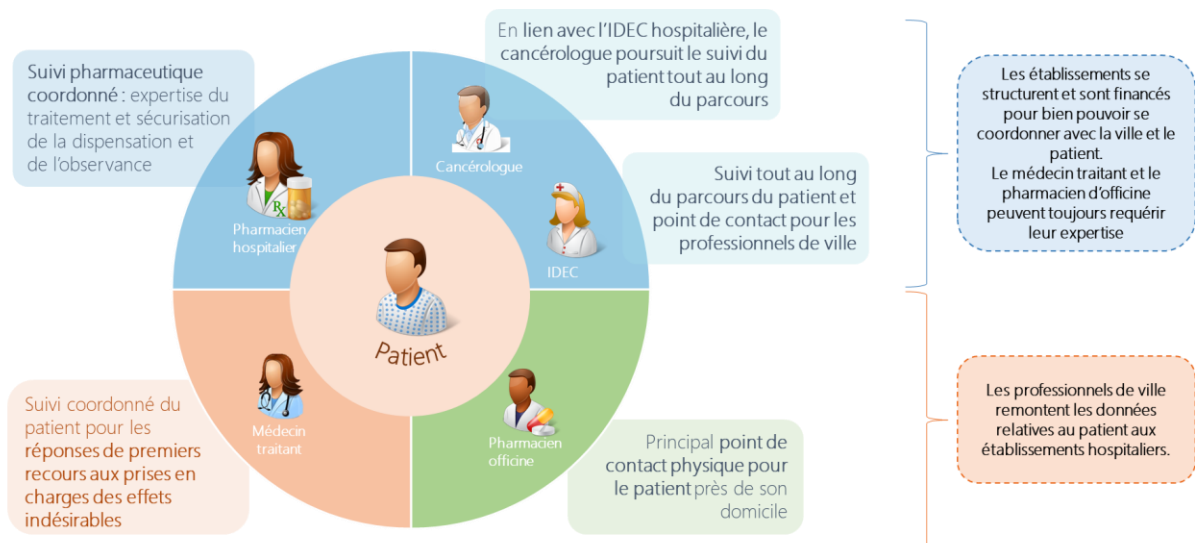 Suivi pharmaceutique
coordonné : expertise du
traitement et sécurisation
de la dispensation et
de l’observance
En lien avec l’IDEC hospitalière, le
cancérologue poursuit le suivi du
patient tout au long
du parcours
Cancérologue
Pharmacien
hospitalier
Suivi tout au long
du parcours du patient et
point de contact pour les
professionnels de ville
IDEC
Patient
Médecin
traitant
Pharmacien
officine
Suivi coordonné du
patient pour les
réponses de premiers
recours aux prises en
charges des effets
indésirables
Principal point de
contact physique pour
le patient près de son
domicile
Les établissements se
structurent et sont financés
pour bien pouvoir se
coordonner avec la ville et le
patient.
Le médecin traitant et le
pharmacien d’officine
peuvent toujours requérir
leur expertise
Les professionnels de ville
remontent les données
relatives au patient aux
établissements hospitaliers.
Rx